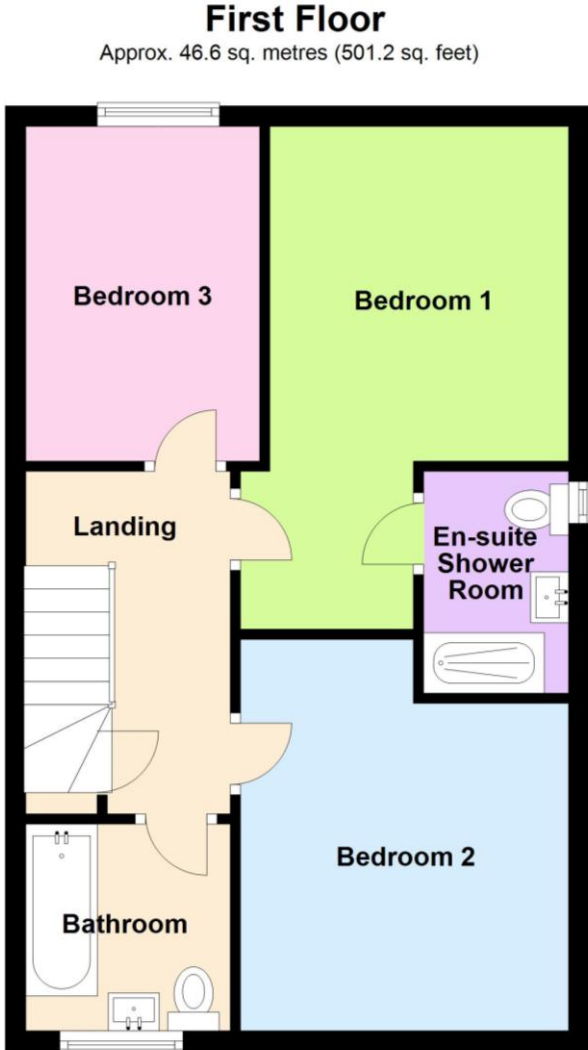 First Floor
Approx. 46.6 sq. metres (501.2 sq. feet)
Bedroom 3
Bedroom 1
Landing
En-suite
Shower
Room
Bedroom 2
Bathroom